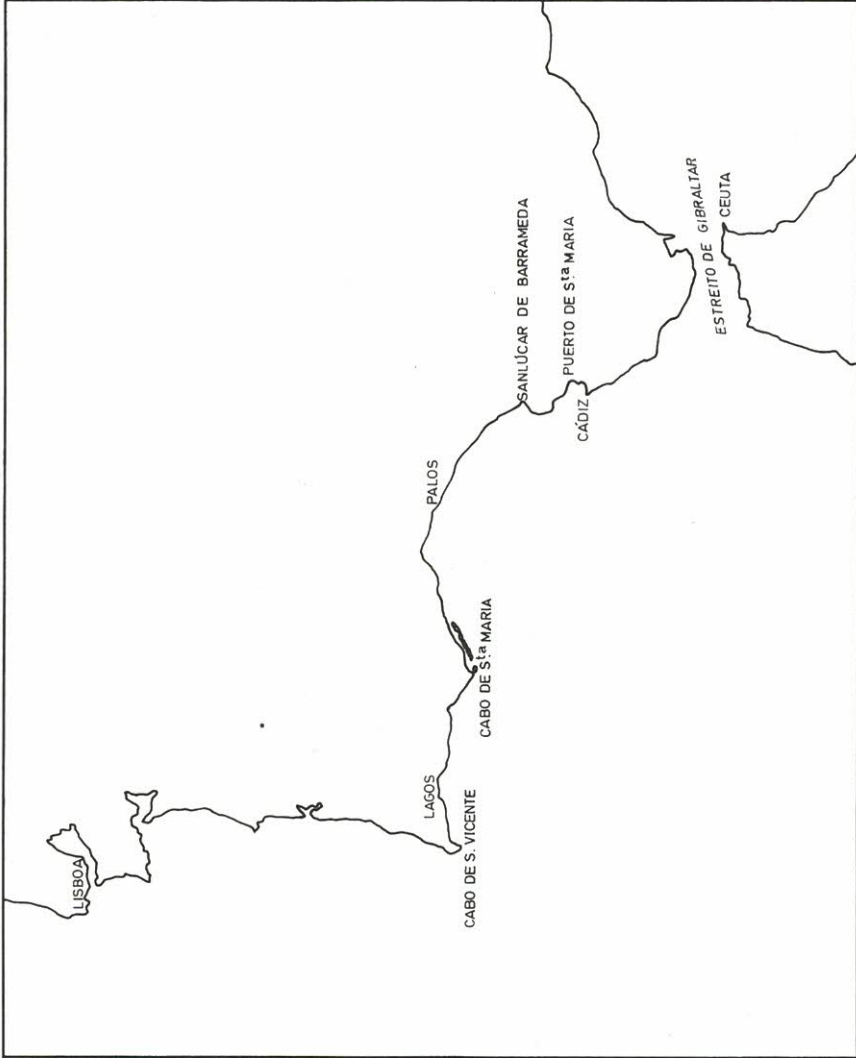 LISBOA
LAGOS
CABO DE S. VICENTE
CABO DE Sta MARIA
PALOS
SANLÚCAR DE BARRAMEDA
PUERTO DE Sta MARIA
CÁDIZ
ESTREITO DE GIBRALTAR
CEUTA